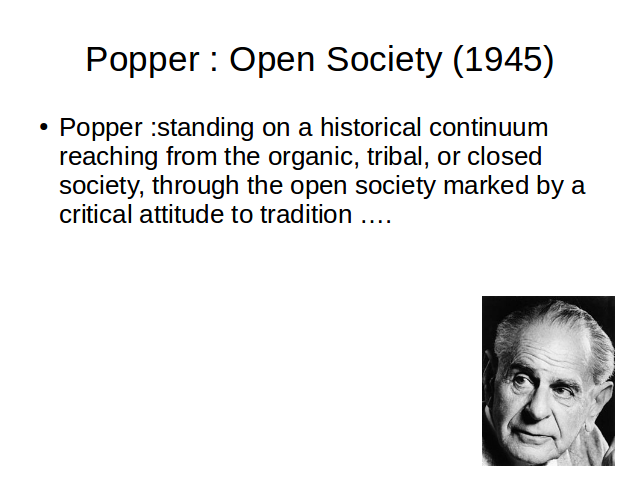 Popper : Open Society (1945)
• Popper :standing on a historical continuum
reaching from the organic, tribal, or closed
society, through the open society marked by a
critical attitude to tradition ….